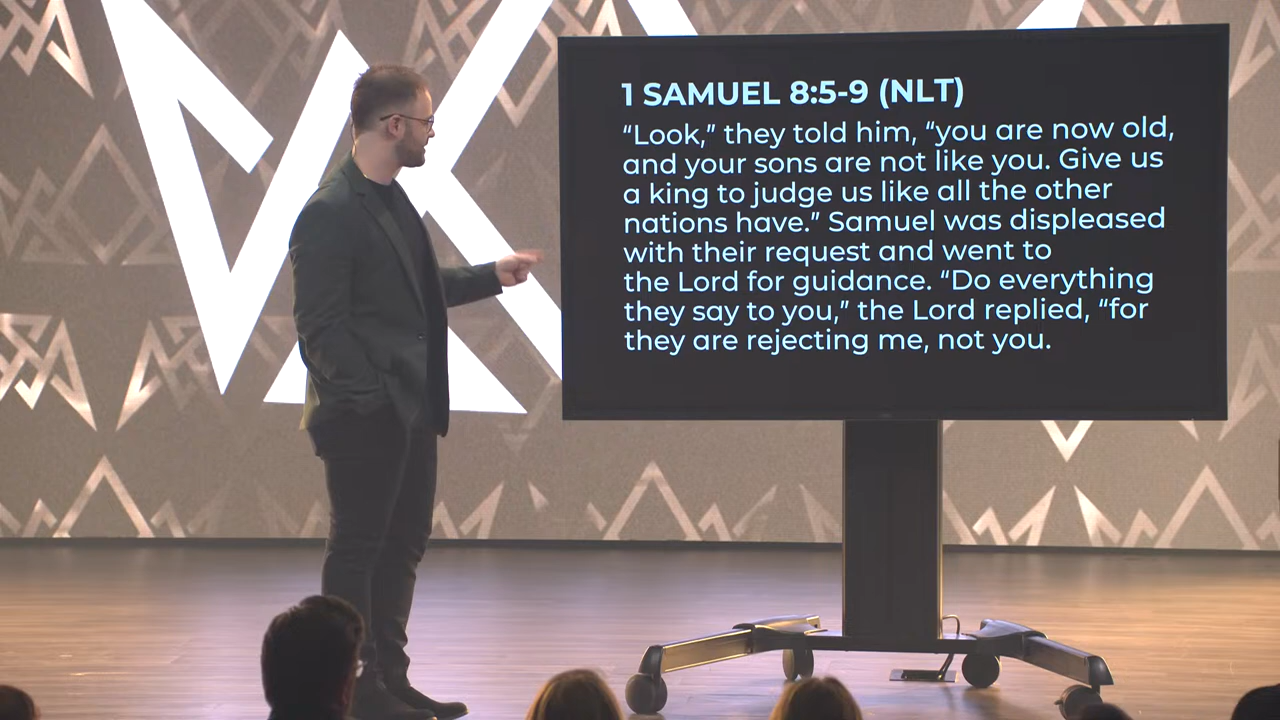 1 SAMUEL 8:5-9 (NLT)
“Look,” they told him, “you are now old,
and your sons are not like you. Give us
a king to judge us like all the other
nations have.” Samuel was displeased
with their request and went to
the Lord for guidance. “Do everything
they say to you,” the Lord replied, “for
they are rejecting me, not you.